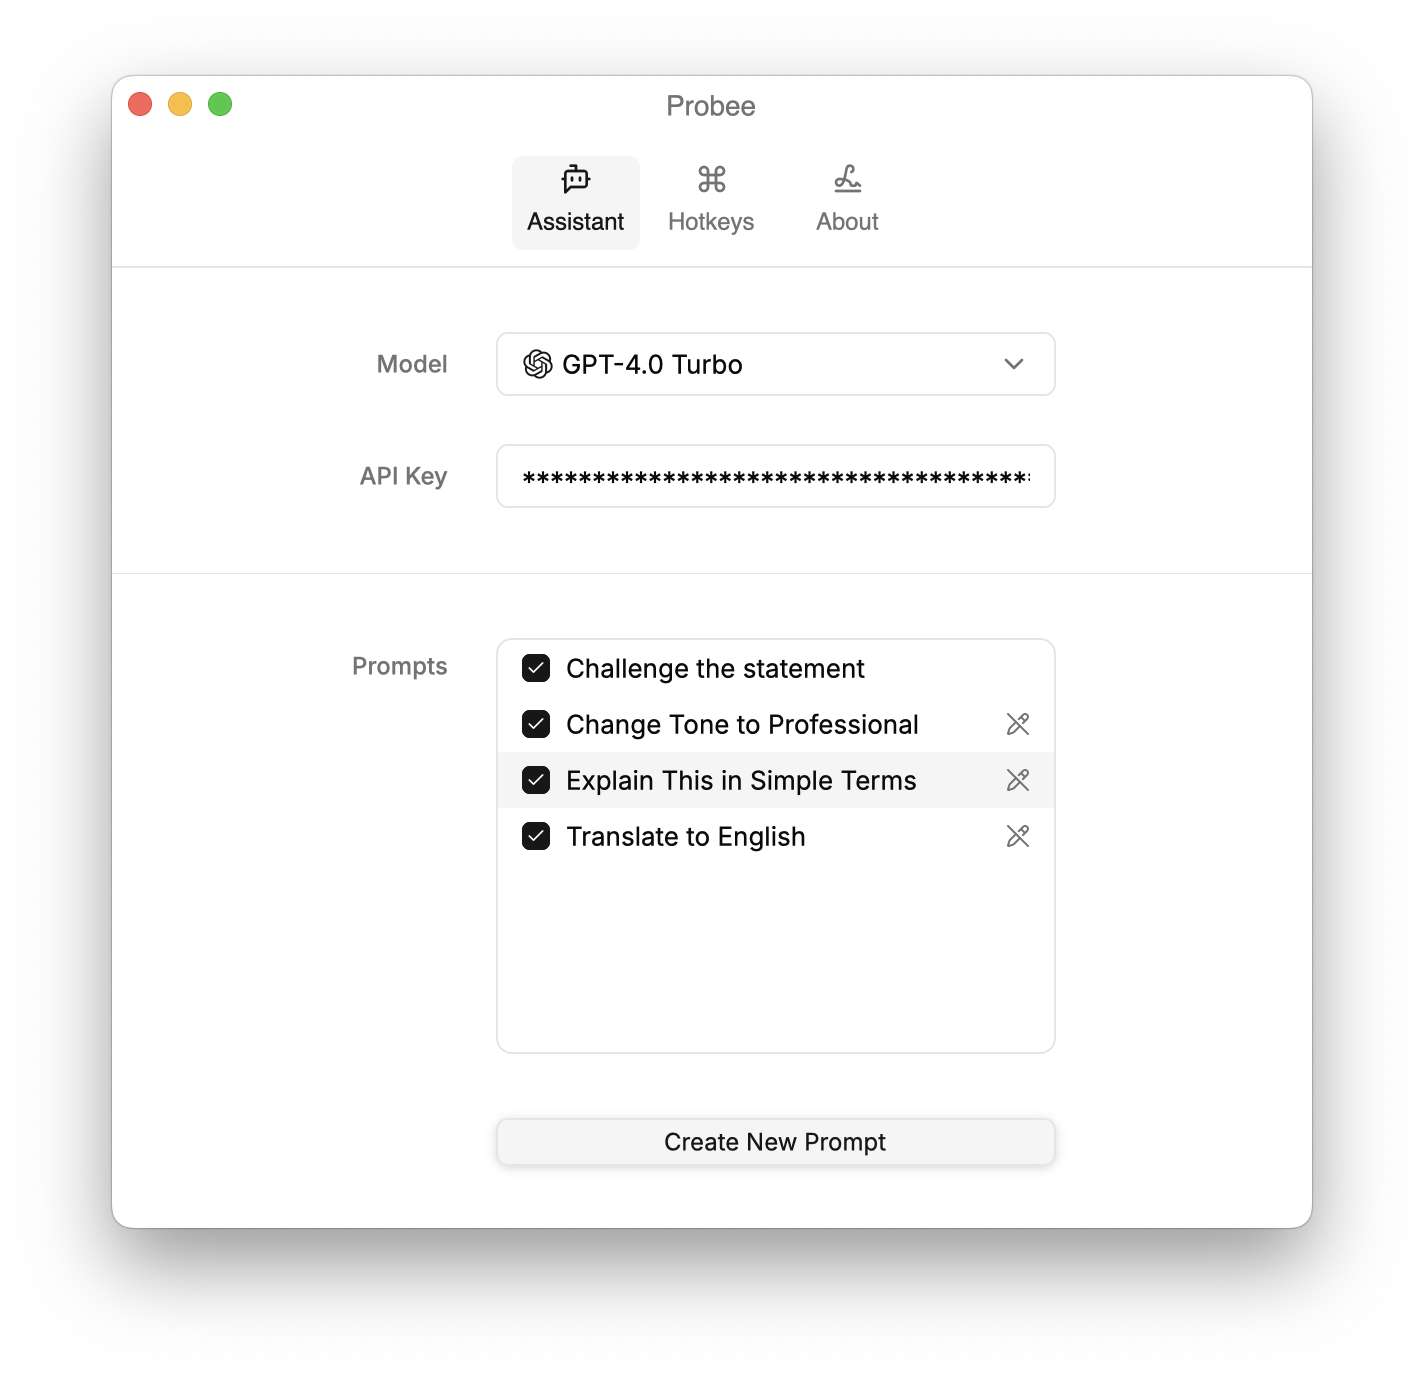 Probee
Assistant
Hotkeys
About
Model
GPT-4.0 Turbo
API Key
************************************
Prompts
Challenge the statement
Change Tone to Professional
Explain This in Simple Terms
Translate to English
Create New Prompt